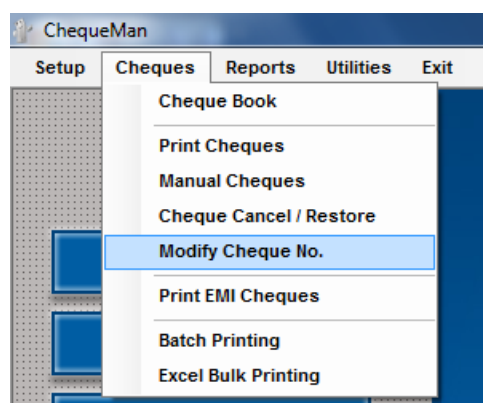 ChequeMan
Setup Cheques Reports Utilities Exit
Cheque Book
Print Cheques
Manual Cheques
Cheque Cancel / Restore
Modify Cheque No.
Print EMI Cheques
Batch Printing
Excel Bulk Printing